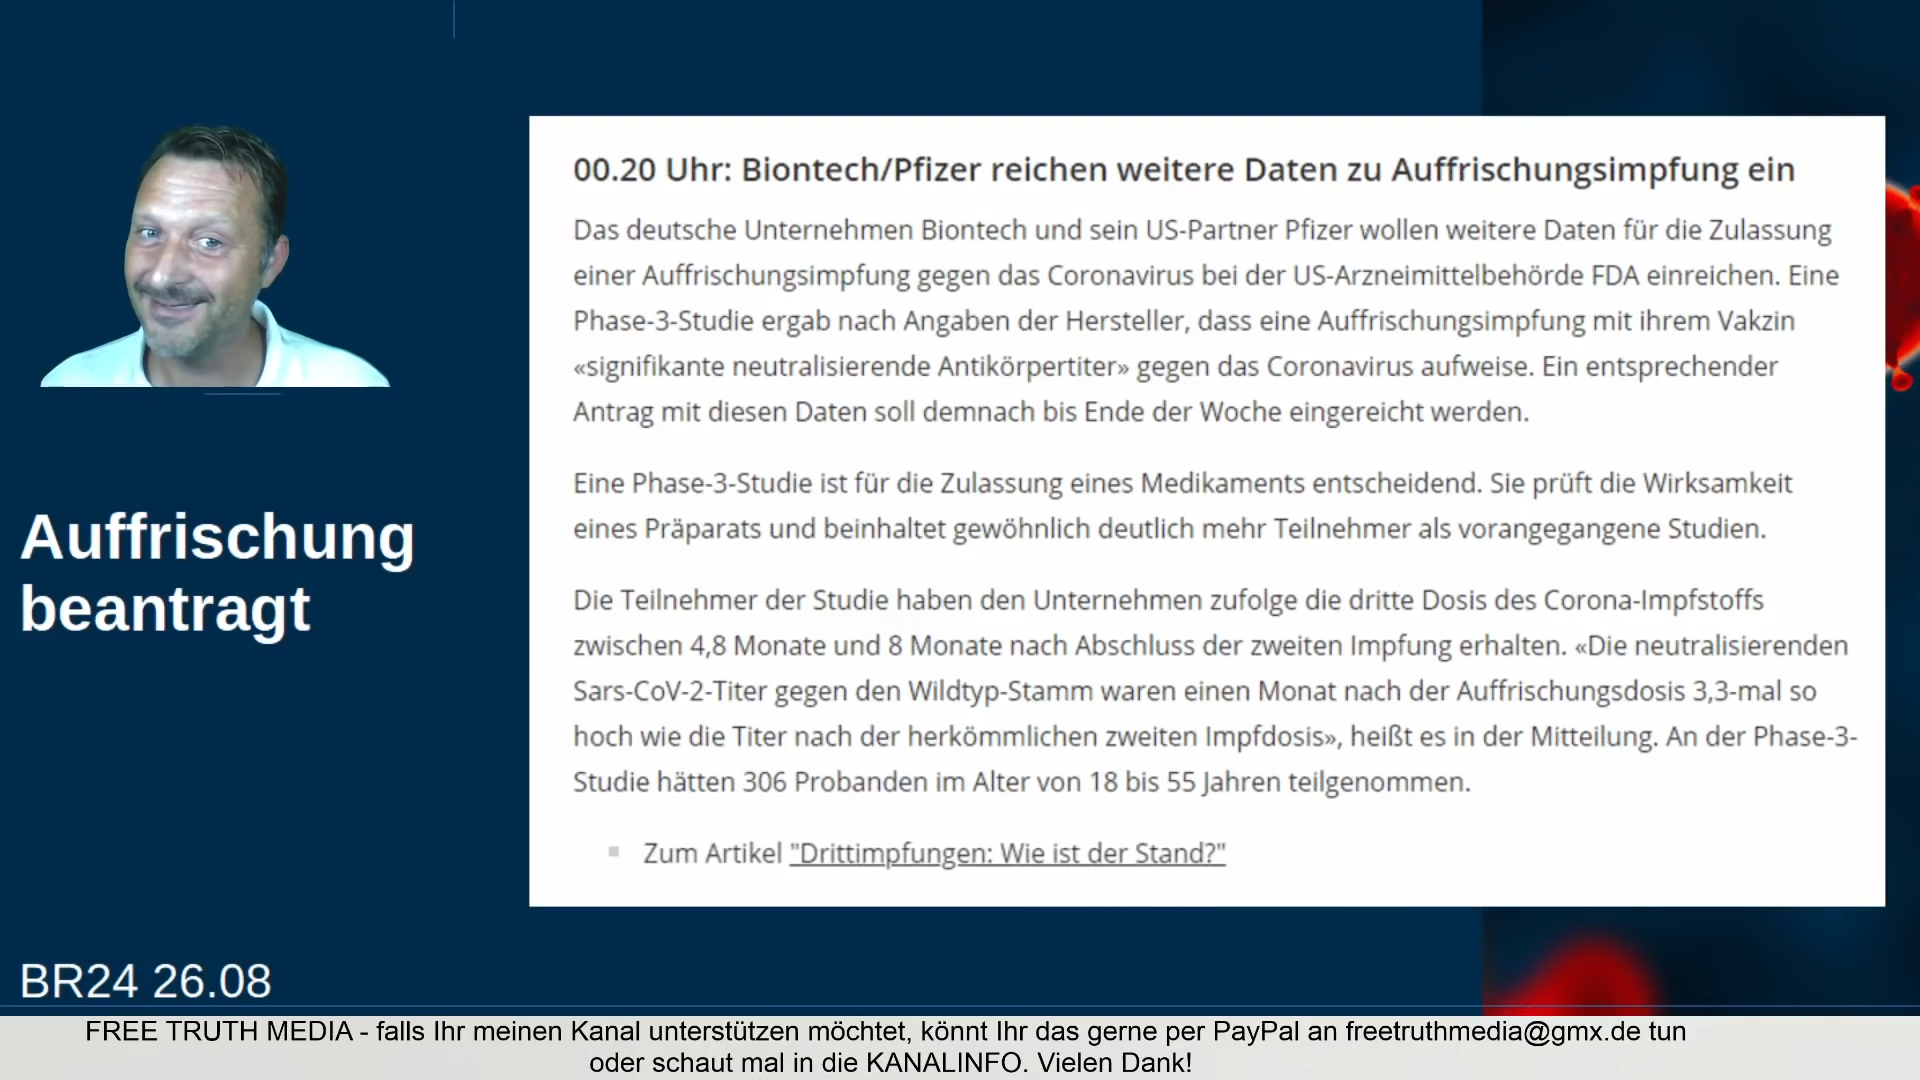 00.20 Uhr: Biontech/Pfizer reichen weitere Daten zu Auffrischungsimpfung ein
Das deutsche Unternehmen Biontech und sein US-Partner Pfizer wollen weitere Daten für die Zulassung
einer Auffrischungsimpfung gegen das Coronavirus bei der US-Arzneimittelbehörde FDA einreichen. Eine
Phase-3-Studie ergab nach Angaben der Hersteller, dass eine Auffrischungsimpfung mit ihrem Vakzin
«signifikante neutralisierende Antikörpertiter» gegen das Coronavirus aufweise. Ein entsprechender
Antrag mit diesen Daten soll demnach bis Ende der Woche eingereicht werden.
Eine Phase-3-Studie ist für die Zulassung eines Medikaments entscheidend. Sie prüft die Wirksamkeit
eines Präparats und beinhaltet gewöhnlich deutlich mehr Teilnehmer als vorangegangene Studien.
Die Teilnehmer der Studie haben den Unternehmen zufolge die dritte Dosis des Corona-Impfstoffs
zwischen 4,8 Monate und 8 Monate nach Abschluss der zweiten Impfung erhalten. «Die neutralisierenden
Sars-CoV-2-Titer gegen den Wildtyp-Stamm waren einen Monat nach der Auffrischungsdosis 3,3-mal so
hoch wie die Titer nach der herkömmlichen zweiten Impfdosis», heißt es in der Mitteilung. An der Phase-3-
Studie hätten 306 Probanden im Alter von 18 bis 55 Jahren teilgenommen.
Zum Artikel "Drittimpfungen: Wie ist der Stand?"
Auffrischung
beantragt
BR24 26.08
FREE TRUTH MEDIA - falls Ihr meinen Kanal unterstützen möchtet, könnt Ihr das gerne per PayPal an freetruthmedia@gmx.de tun
oder schaut mal in die KANALINFO. Vielen Dank!